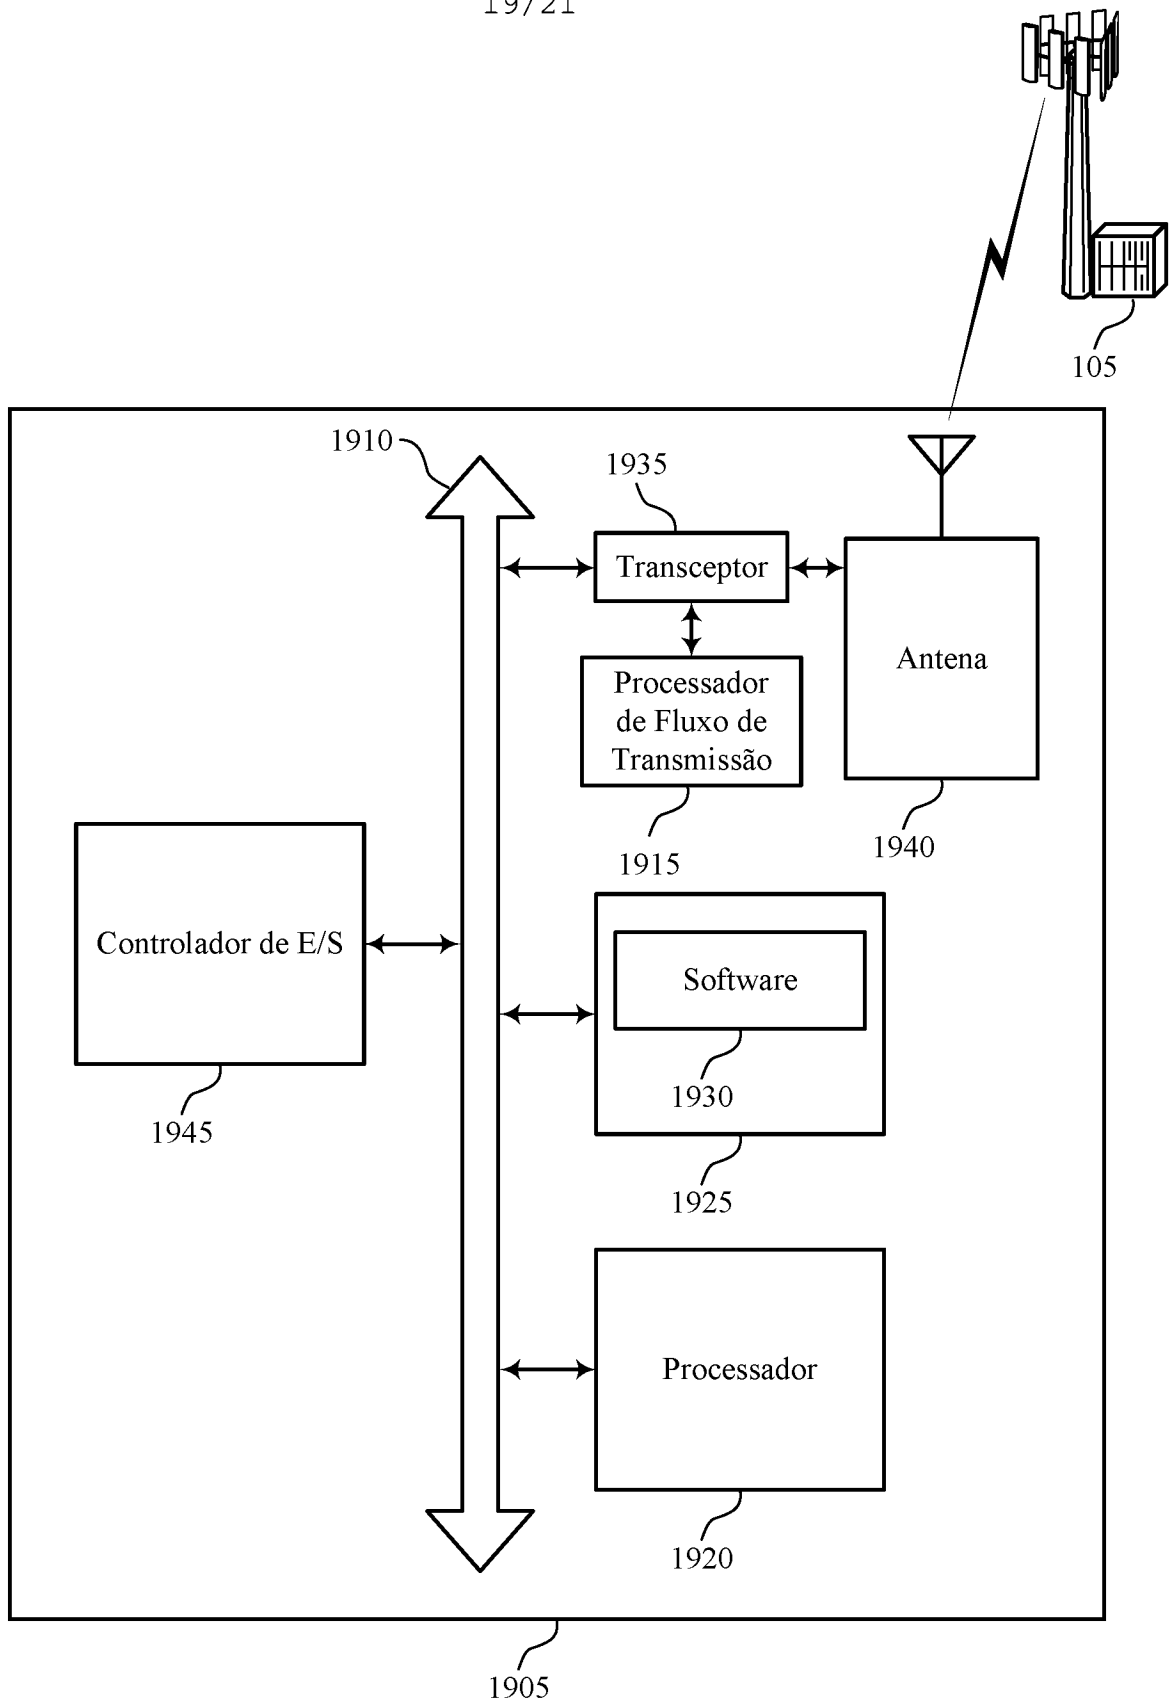 19/21
105
1910
1935
Transceptor
Antena
Processador
de Fluxo de
Transmissão
1940
1915
Controlador de E/S
Software
1930
1945
1925
Processador
1920
1905